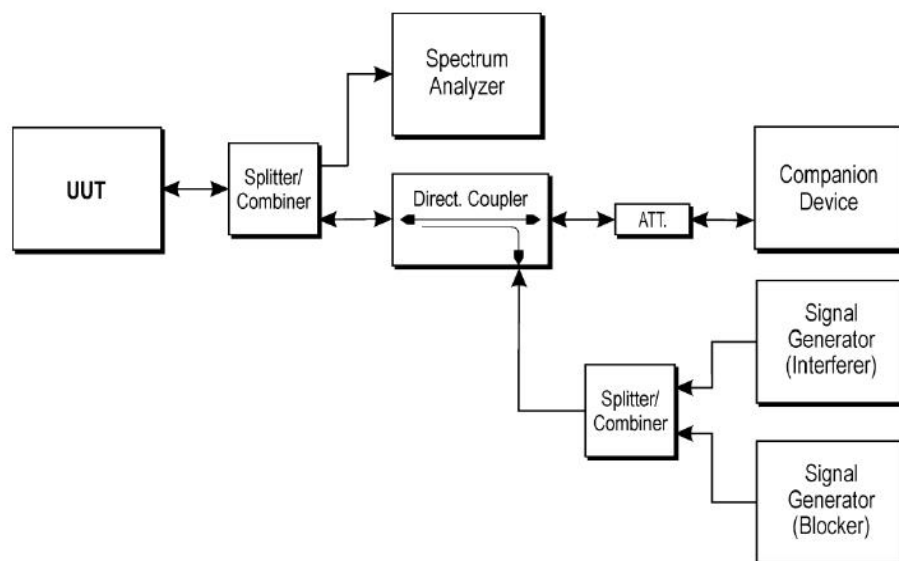 Spectrum
Analyzer
UUT
Splitter/
Combiner
Direct. Coupler
ATT.
Companion
Device
Signal
Generator
(Interferer)
Splitter/
Combiner
Signal
Generator
(Blocker)